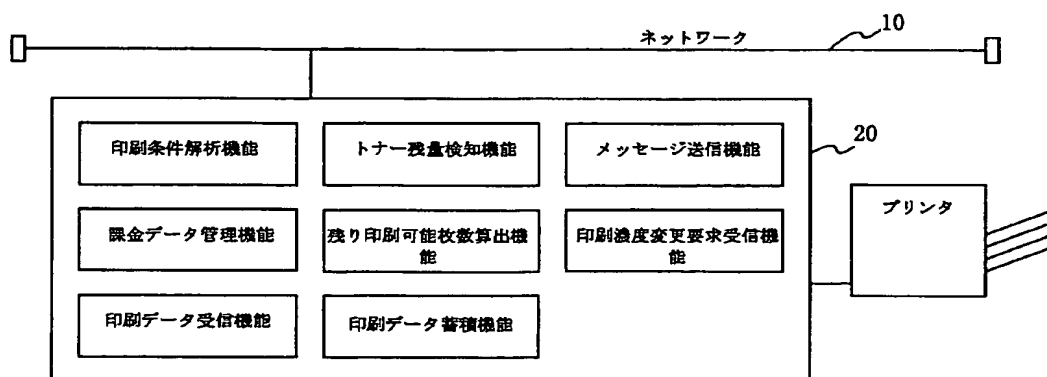 ネットワーク
10
20
印刷条件解析機能
トナー残量検知機能
メッセージ送信機能
プリンタ
課金データ管理機能
残り印刷可能枚数算出機
能
印刷濃度変更要求受信機
能
印刷データ受信機能
印刷データ蓄積機能